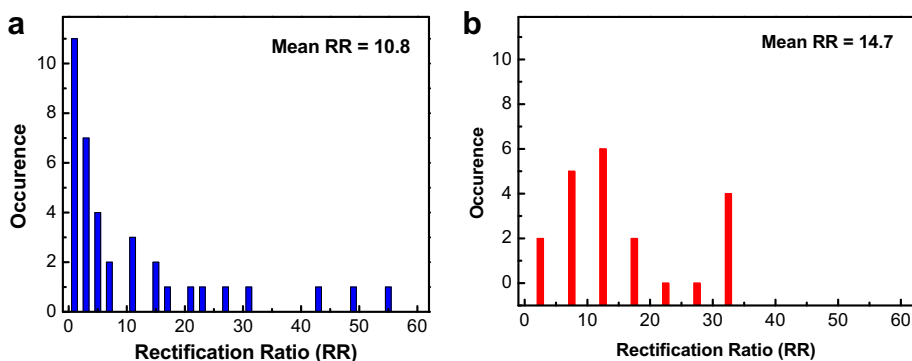 a
Mean RR = 10.8
10
8
6
4
2
0
Occurence
0 10 20 30 40 50 60
Rectification Ratio (RR)
b
Mean RR = 14.7
10
8
6
4
2
0
Occurence
0 10 20 30 40 50 60
Rectification Ratio (RR)